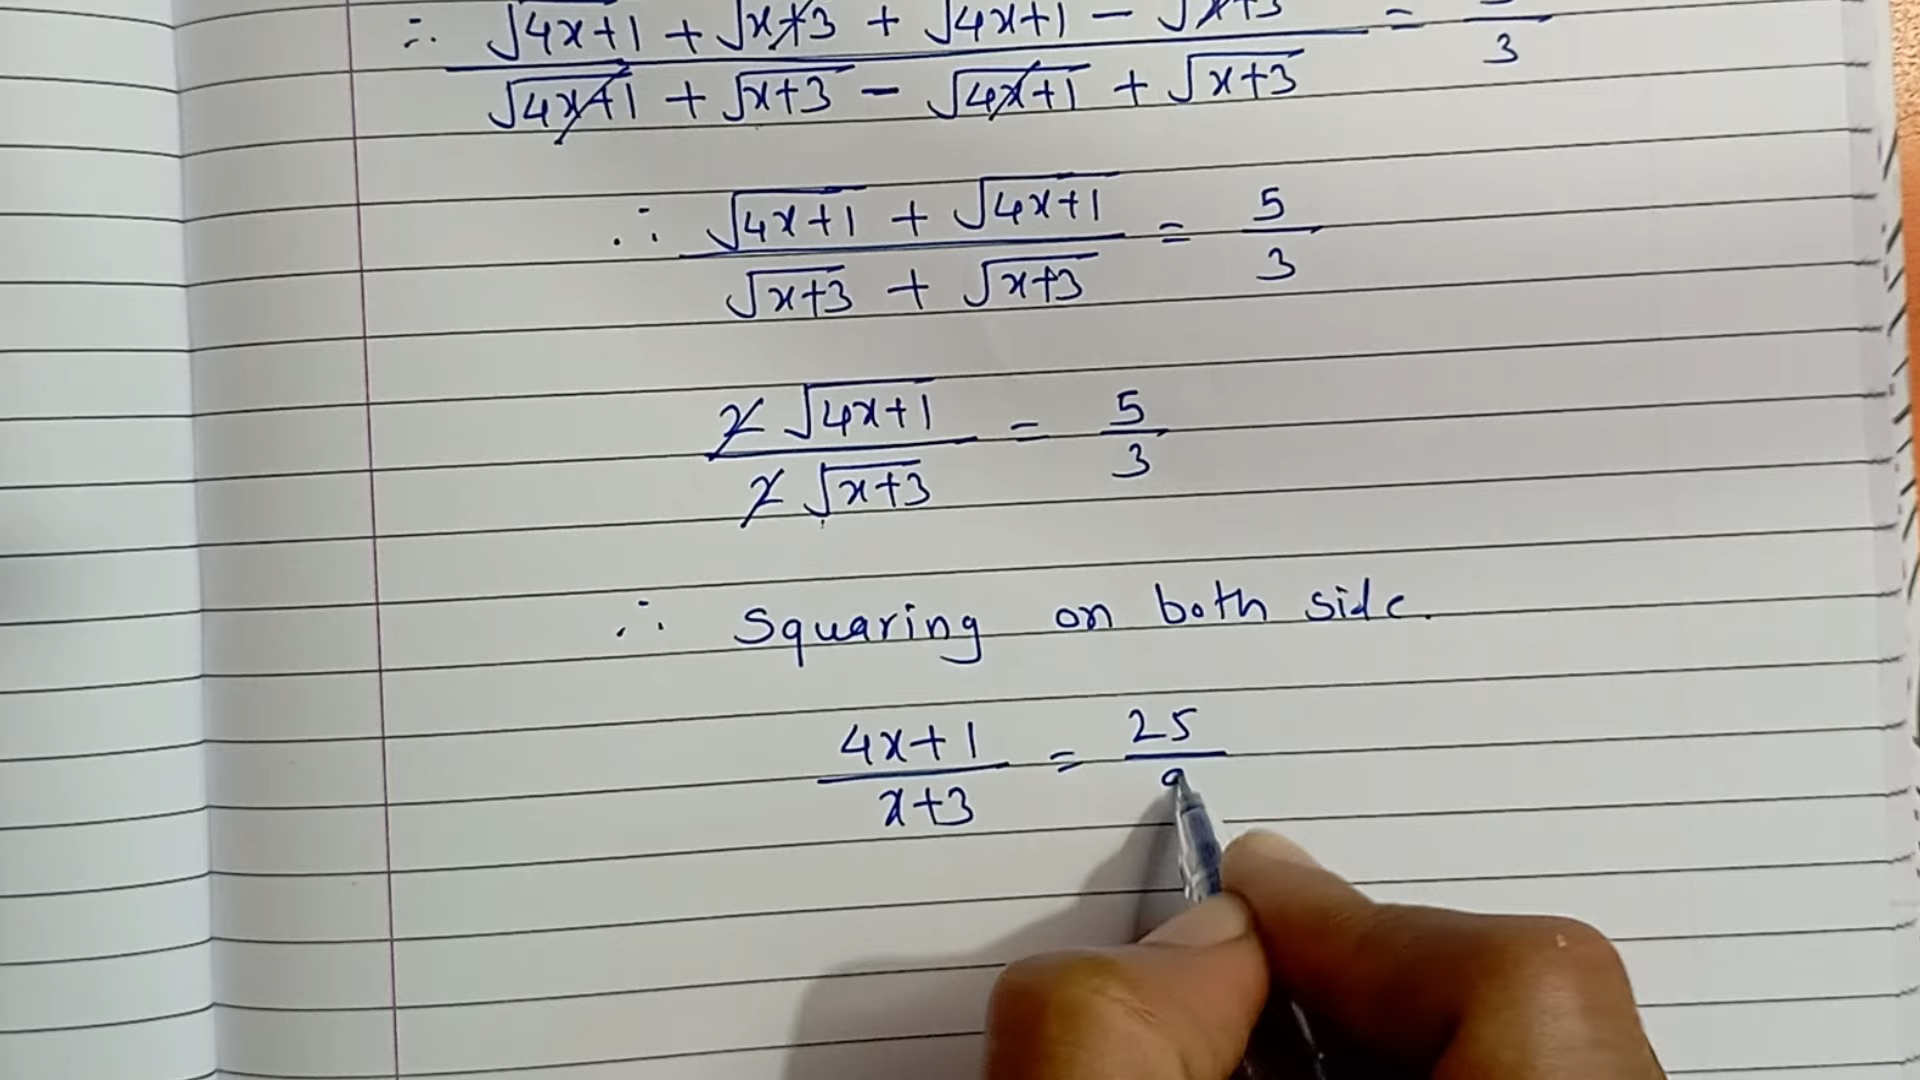 ∴ √4x+1 + √x+3 + √4x+1 − √x+3 =
√4x+1 + √x+3 − √4x+1 + √x+3 3
∴ √4x+1 + √4x+1 = 5
√x+3 + √x+3 3
2 √4x+1 = 5
2 √x+3 3
∴ Squaring on both side.
4x+1 = 25
x+3 9